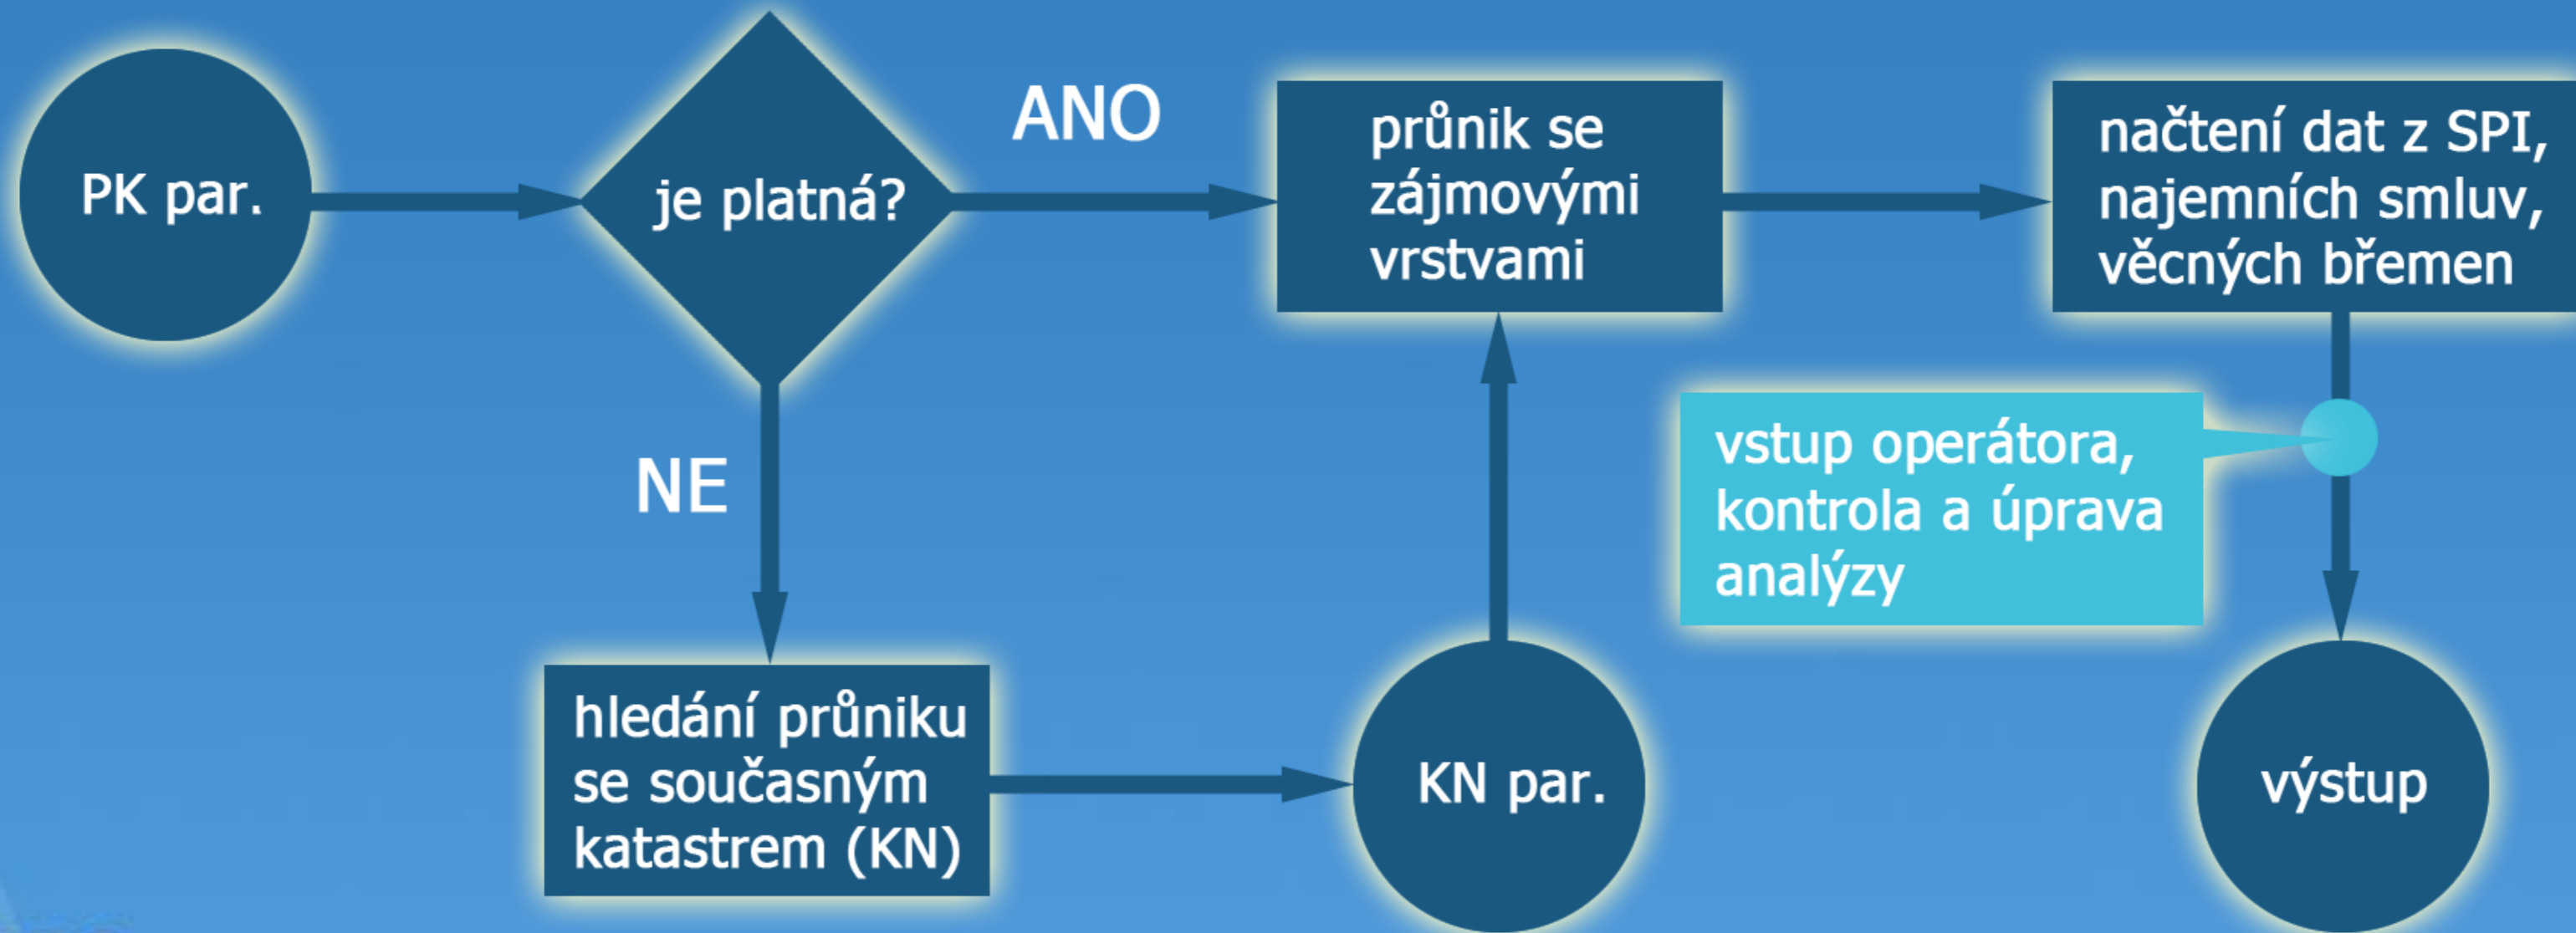 PK par.
je platná?
ANO
průnik se
zájmovými
vrstvami
načtení dat z SPI,
najemních smluv,
věcných břemen
NE
vstup operátora,
kontrola a úprava
analýzy
hledání průniku
se současným
katastrem (KN)
KN par.
výstup